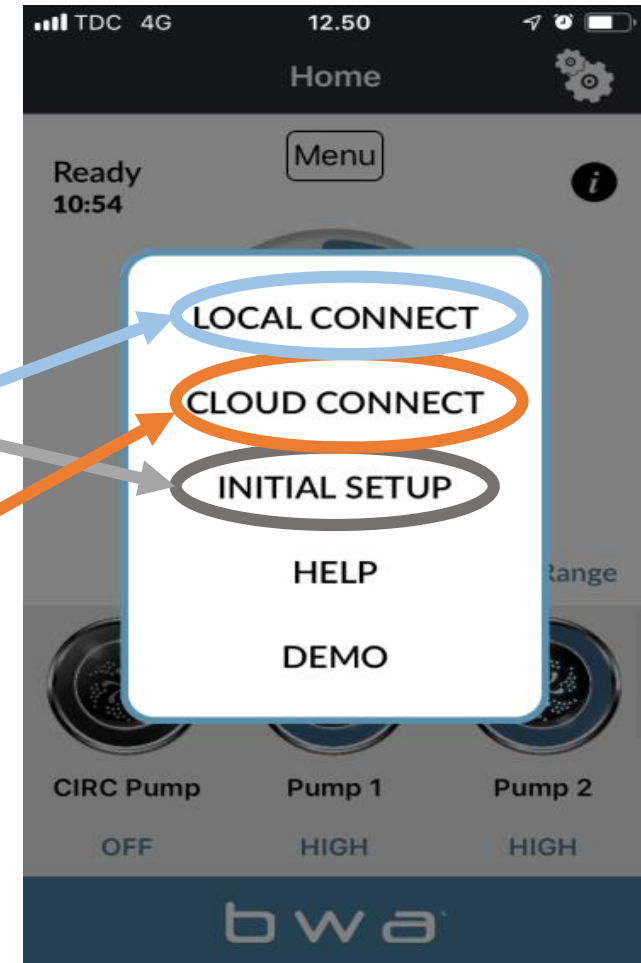 TDC 4G 12.50
Home
Menu
Ready
10:54
i
LOCAL CONNECT
CLOUD CONNECT
INITIAL SETUP
HELP
DEMO
CIRC Pump Pump 1 Pump 2
OFF HIGH HIGH
bwa